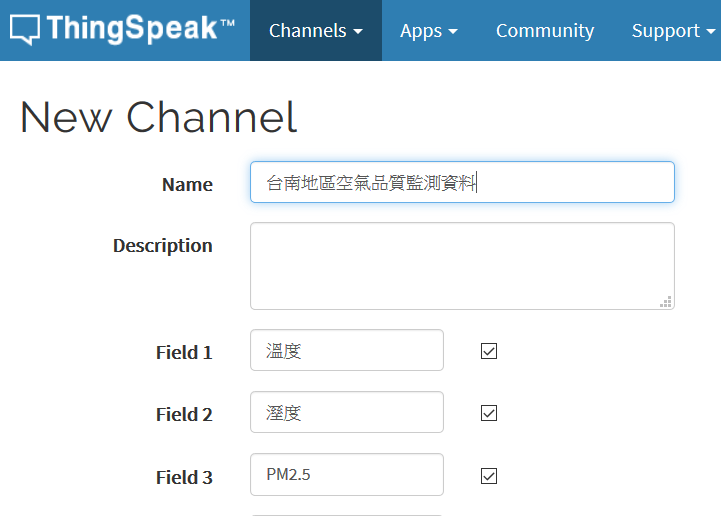 ThingSpeak™ Channels Apps Community Support
New Channel
Name 台南地區空氣品質監測資料
Description
Field 1 溫度
Field 2 溼度
Field 3 PM2.5